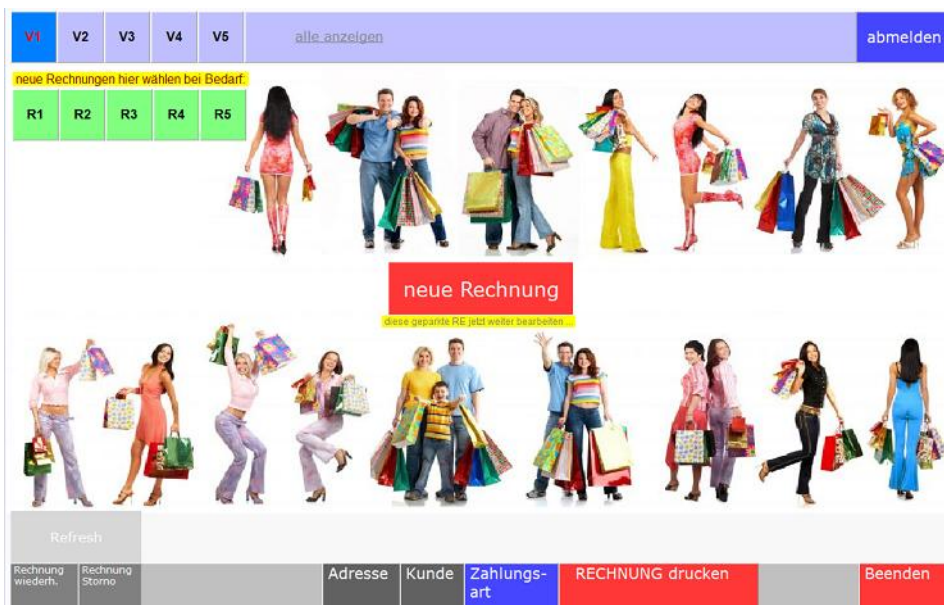 V1 V2 V3 V4 V5 alle anzeigen abmelden
neue Rechnungen hier wählen bei Bedarf:
R1 R2 R3 R4 R5
neue Rechnung
diese geparkte RE jetzt weiter bearbeiten ...
Refresh
Rechnung wiederh.
Rechnung Storno
Adresse
Kunde
Zahlungs-
art
RECHNUNG drucken
Beenden